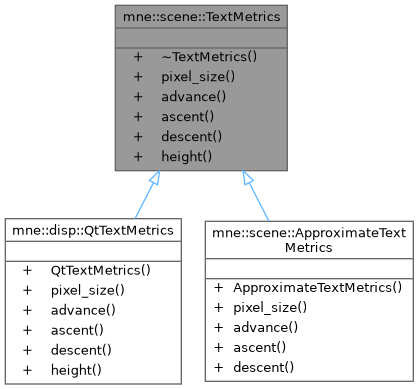 mne::scene::TextMetrics
+ ~TextMetrics()
+ pixel_size()
+ advance()
+ ascent()
+ descent()
+ height()
mne::disp::QtTextMetrics
+ QtTextMetrics()
+ pixel_size()
+ advance()
+ ascent()
+ descent()
+ height()
mne::scene::ApproximateText
Metrics
+ ApproximateTextMetrics()
+ pixel_size()
+ advance()
+ ascent()
+ descent()